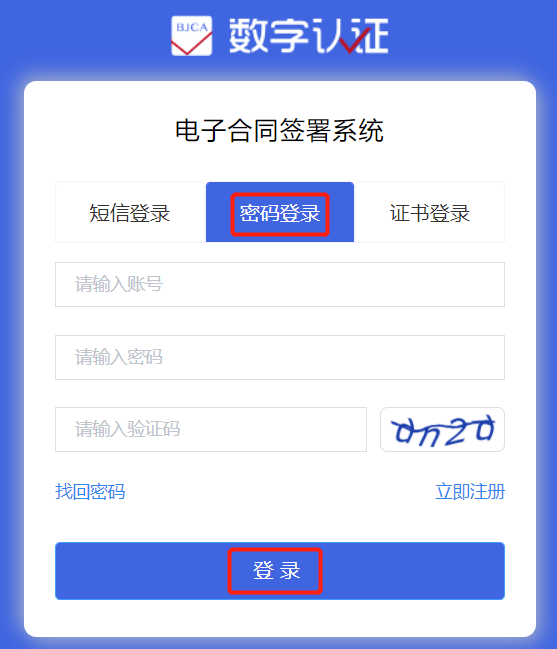 BJCA 数字认证
电子合同签署系统
短信登录 密码登录 证书登录
请输入账号
请输入密码
请输入验证码
找回密码 立即注册
登 录